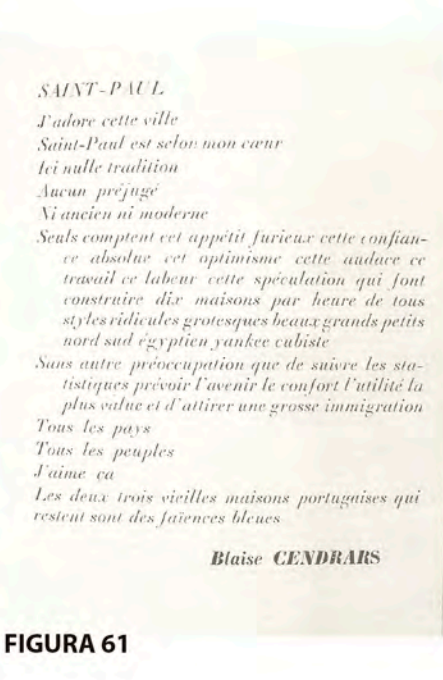 SAINT-PAUL
J'adore cette ville
Saint-Paul est selon mon cœur
Ici nulle tradition
Aucun préjugé
Ni ancien ni moderne
Seuls comptent cet appétit furieux cette confian-
ce absolue cet optimisme cette audace ce
travail ce labeur cette spéculation qui font
construire dix maisons par heure de tous
styles ridicules grotesques beaux grands petits
nord sud égyptien yankee cubiste
Sans autre préoccupation que de suivre les sta-
tistiques prévoir l'avenir le confort l'utilité la
plus value et d'attirer une grosse immigration
Tous les pays
Tous les peuples
J'aime ça
Les deux trois vieilles maisons portugaises qui
restent sont des faïences bleues
Blaise CENDRARS
FIGURA 61